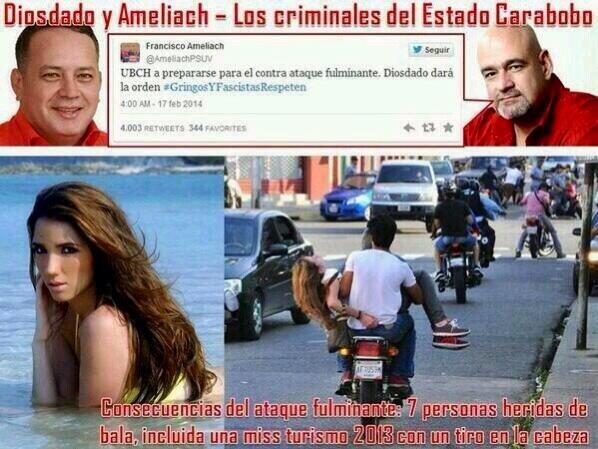 Diosdado y Ameliach – Los criminales del Estado Carabobo
Francisco Ameliach
@AmeliachPSUV
Seguir
UBCH a prepararse para el contra ataque fulminante. Diosdado dará
la orden #GringosYFascistasRespeten
4:00 AM - 17 feb 2014
4.003 RETWEETS 344 FAVORITES
Consecuencias del ataque fulminante: 7 personas heridas de
bala, incluida una miss turismo 2013 con un tiro en la cabeza